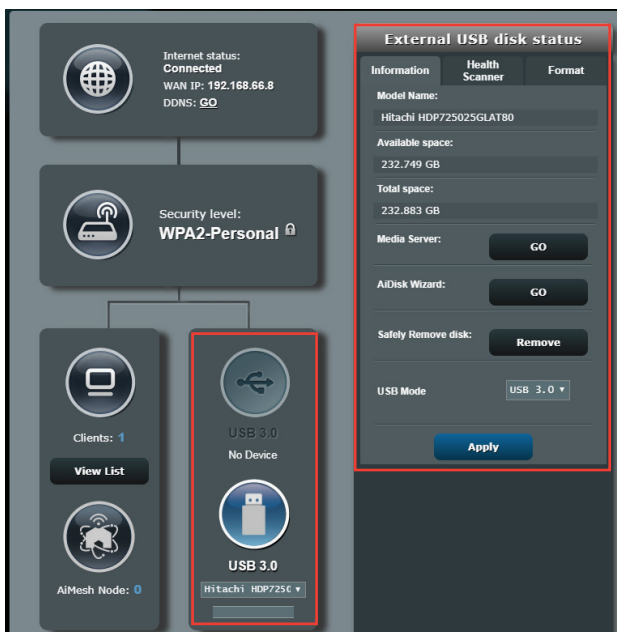 Internet status:
Connected
WAN IP: 192.168.66.8
DDNS: GO
Security level:
WPA2-Personal
Clients: 1
View List
AiMesh Node: 0
USB 3.0
No Device
USB 3.0
Hitachi HDP7250
External USB disk status
Information
Health
Scanner
Format
Model Name:
Hitachi HDP725025GLAT80
Available space:
232.749 GB
Total space:
232.883 GB
Media Server:
GO
AiDisk Wizard:
GO
Safely Remove disk:
Remove
USB Mode
USB 3.0
Apply